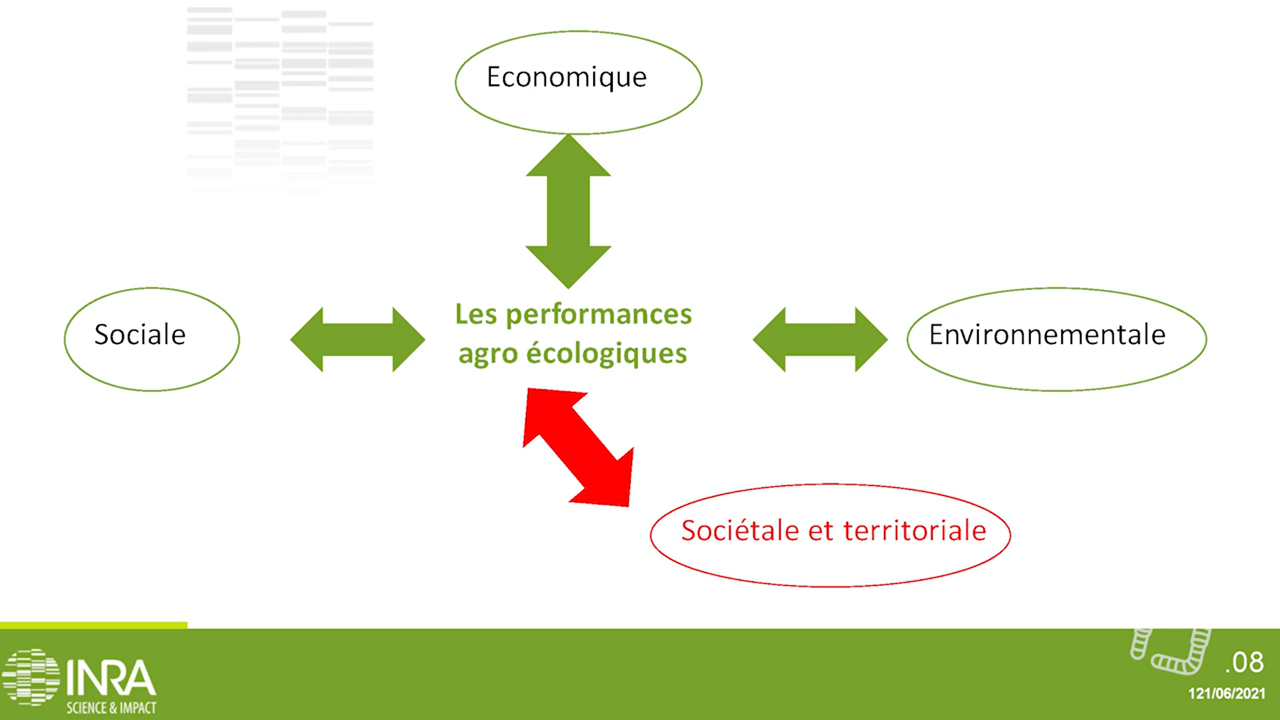 Economique
Sociale
Les performances
agro écologiques
Environnementale
Sociétale et territoriale
INRA
SCIENCE & IMPACT
.08
121/06/2021